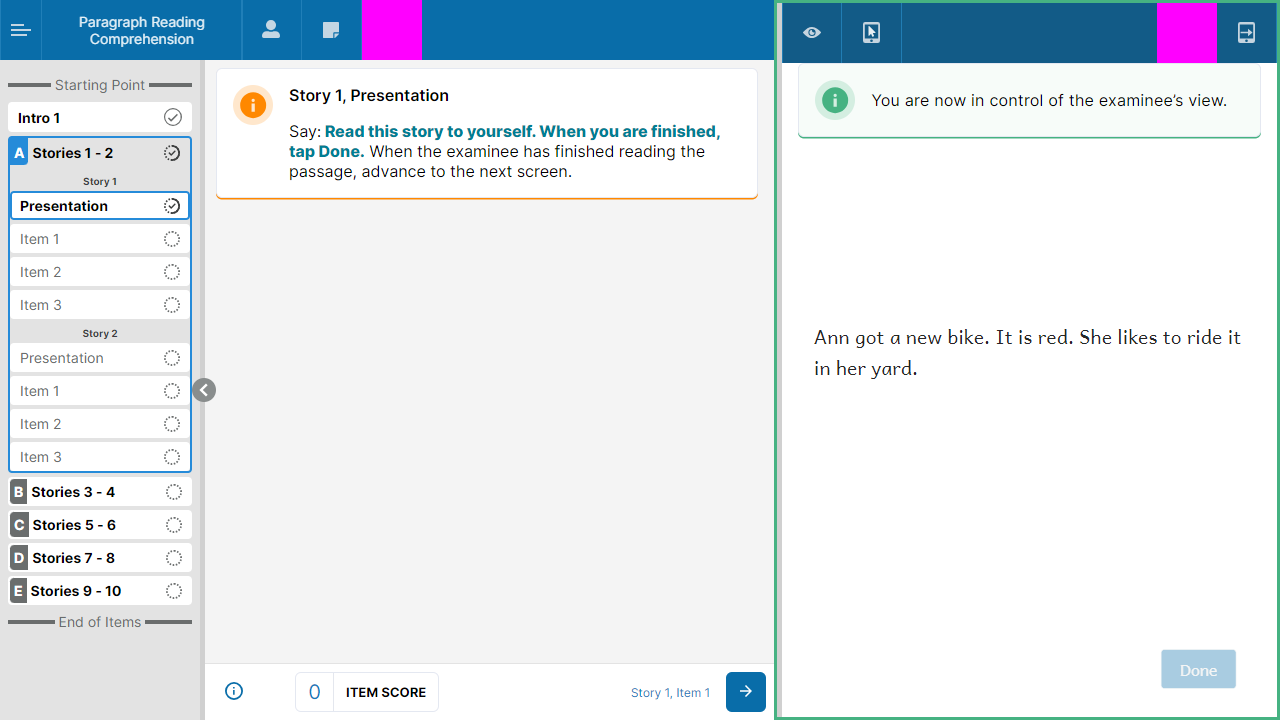 Paragraph Reading
Comprehension
Starting Point
Intro 1
A Stories 1 - 2
Story 1
Presentation
Item 1
Item 2
Item 3
Story 2
Presentation
Item 1
Item 2
Item 3
B Stories 3 - 4
C Stories 5 - 6
D Stories 7 - 8
E Stories 9 - 10
End of Items
Story 1, Presentation
Say: Read this story to yourself. When you are finished,
tap Done. When the examinee has finished reading the
passage, advance to the next screen.
0 ITEM SCORE
Story 1, Item 1
You are now in control of the examinee’s view.
Ann got a new bike. It is red. She likes to ride it
in her yard.
Done